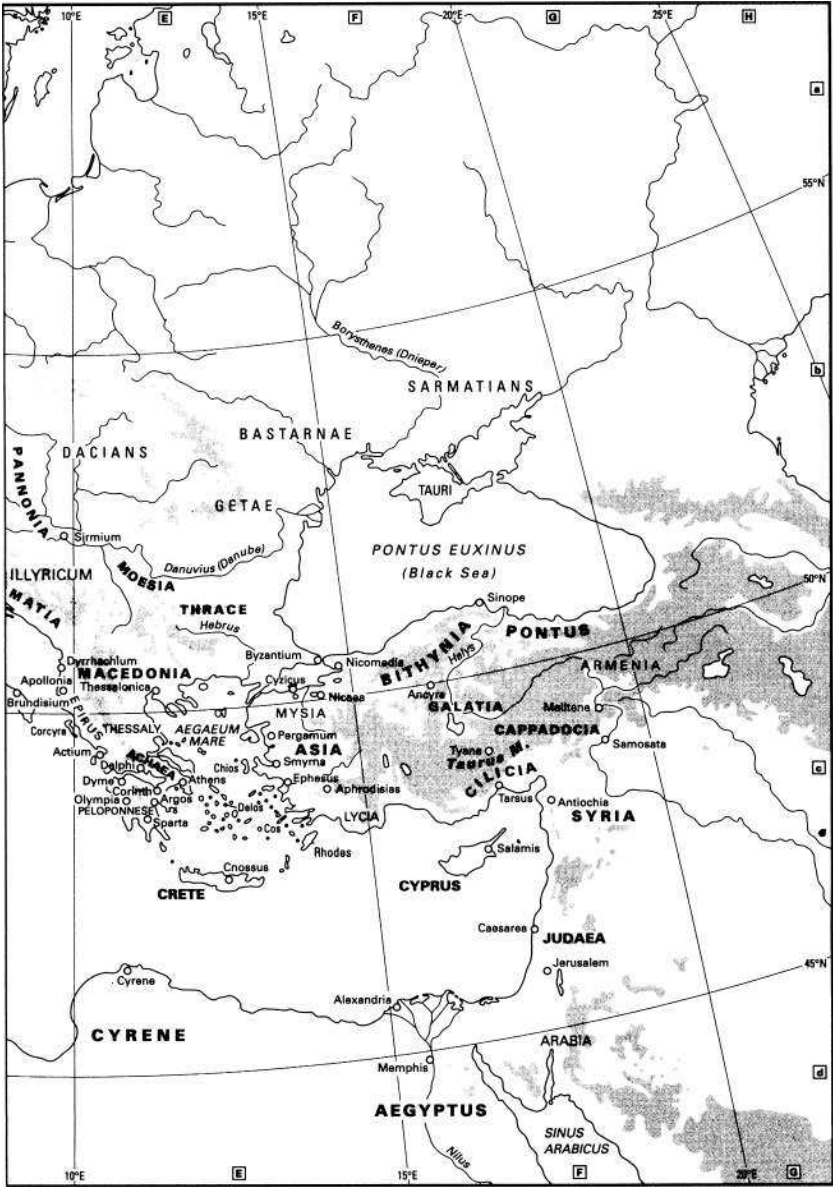 10°E
E
15°E
F
20°E
G
25°E
H
a
55°N
Borysthenes (Dnieper)
b
SARMATIANS
BASTARNAE
DACIANS
PANNONIA
TAURI
GETAE
Sirmium
Danuvius (Danube)
PONTUS EUXINUS
(Black Sea)
ILLYRICUM
MOESIA
50°N
MATIA
THRACE
Sinope
Hebrus
BITHYNIA
PONTUS
Halys
Byzantium
Nicomedia
Dyrrhachium
MACEDONIA
ARMENIA
Apollonia
Thessalonica
Cyzicus
Nicaea
Ancyre
GALATIA
Brundisium
EPIRUS
MYSIA
Melitene
CAPPADOCIA
Corcyra
THESSALY
AEGAEUM
MARE
Pergamum
ASIA
Tyana
Samosata
Taurus M.
Actium
ACHAEA
Delphi
Chios
Smyrna
CILICIA
c
Dyme
Athens
Ephesus
Corinth
Aphrodisias
Olympia
Argos
Delos
Tarsus
Antiochia
PELOPONNESE
LYCIA
SYRIA
Sparta
Cos
Rhodes
Salamis
Cnossus
CRETE
CYPRUS
Caesarea
JUDAEA
Jerusalem
45°N
Cyrene
Alexandria
CYRENE
ARABIA
Memphis
d
AEGYPTUS
SINUS
ARABICUS
Nilus
10°E
E
15°E
F
20°E
G